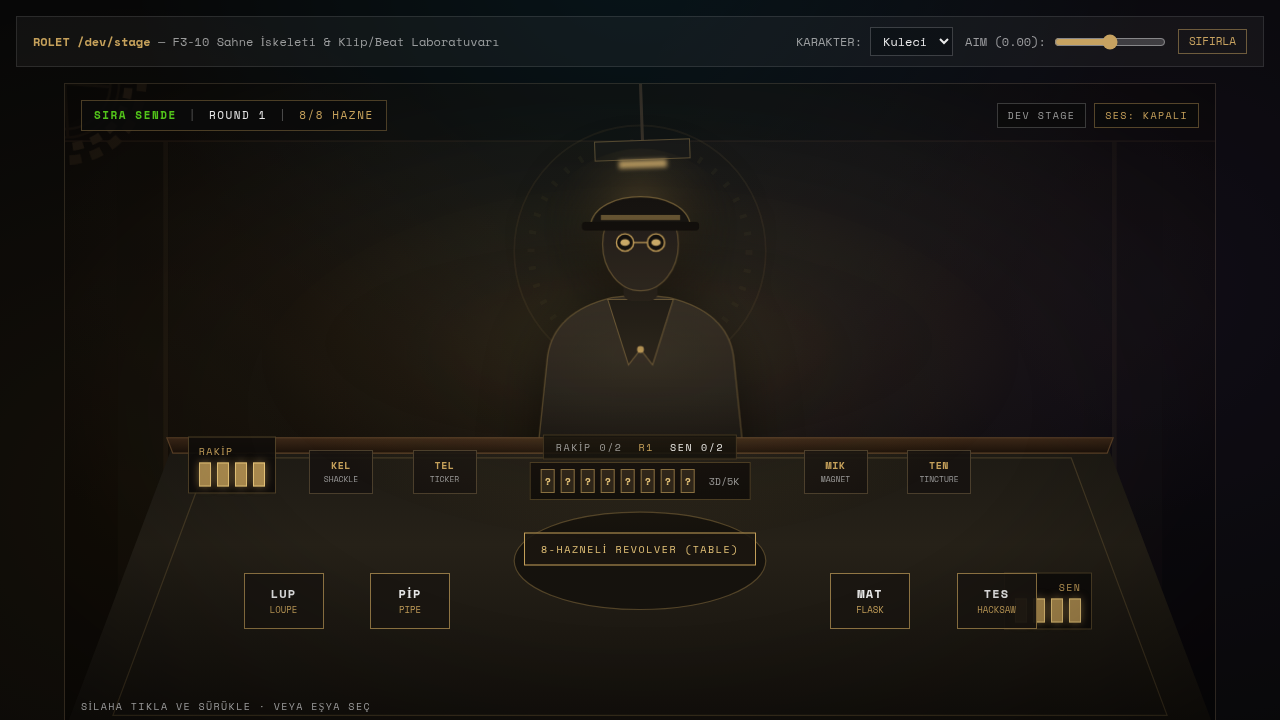 ROLET /dev/stage — F3-10 Sahne İskeleti & Klip/Beat Laboratuvarı
KARAKTER: Kuleci AIM (0.00): SIFIRLA
SIRA SENDE | ROUND 1 | 8/8 HAZNE
DEV STAGE SES: KAPALI
RAKİP 0/2 R1 SEN 0/2
RAKİP
KEL
SHACKLE
TEL
TICKER
? ? ? ? ? ? ? ? 3D/5K
MIK
MAGNET
TEN
TINCTURE
8-HAZNELİ REVOLVER (TABLE)
LUP
LOUPE
PİP
PIPE
MAT
FLASK
TES
HACKSAW
SEN
SİLAHA TIKLA VE SÜRÜKLE · VEYA EŞYA SEÇ